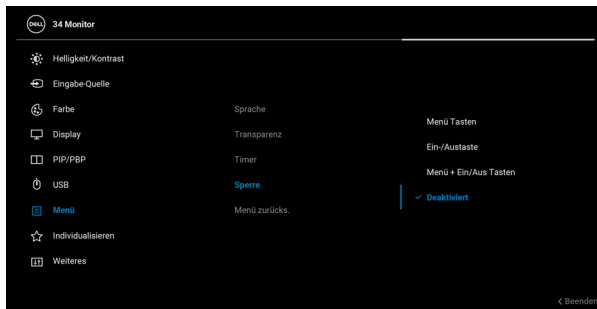 DELL 34 Monitor
Helligkeit/Kontrast
Eingabe-Quelle
Farbe
Display
PIP/PBP
USB
Menü
Individualisieren
Weiteres
Sprache
Transparenz
Timer
Sperre
Menü zurücks.
Menü Tasten
Ein-/Austaste
Menü + Ein/Aus Tasten
Deaktiviert
Beenden